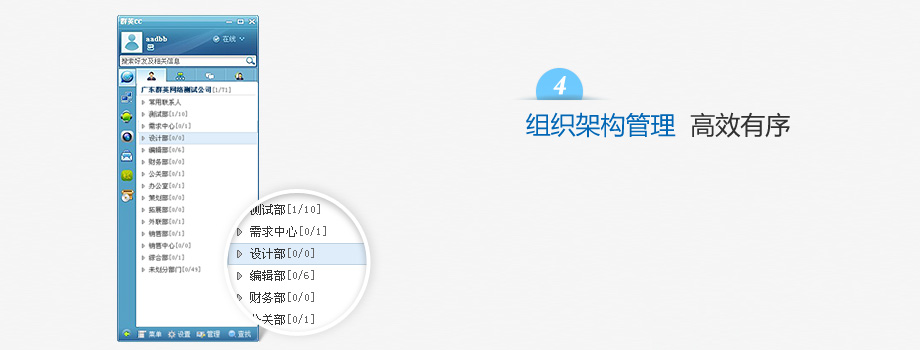 群英CC
aadbb
在线
搜索好友及相关信息
广东群英网络测试公司[1/71]
常用联系人
测试部[1/10]
需求中心[0/1]
设计部[0/0]
编辑部[0/6]
财务部[0/0]
公关部[0/1]
办公室[0/1]
策划部[0/0]
拓展部[0/0]
外联部[0/1]
销售部[0/1]
销售中心[0/0]
综合部[0/1]
未划分部门[0/49]
菜单 设置 管理 查找
测试部[1/10]
需求中心[0/1]
设计部[0/0]
编辑部[0/6]
财务部[0/0]
公关部[0/1]
4
组织架构管理 高效有序